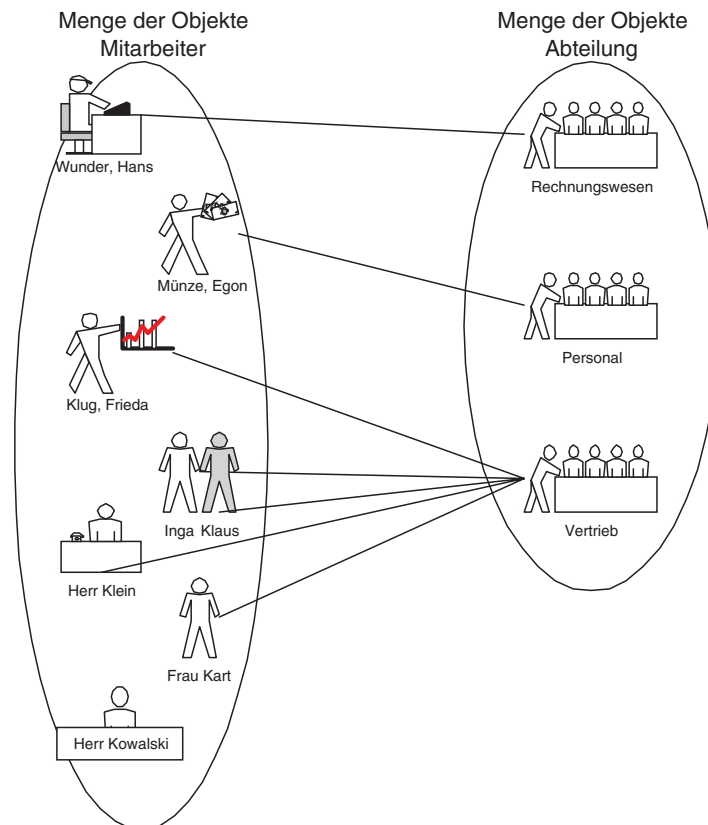 Menge der Objekte
Mitarbeiter
Menge der Objekte
Abteilung
Wunder, Hans
Rechnungswesen
Münze, Egon
Personal
Klug, Frieda
Inga Klaus
Vertrieb
Herr Klein
Frau Kart
Herr Kowalski